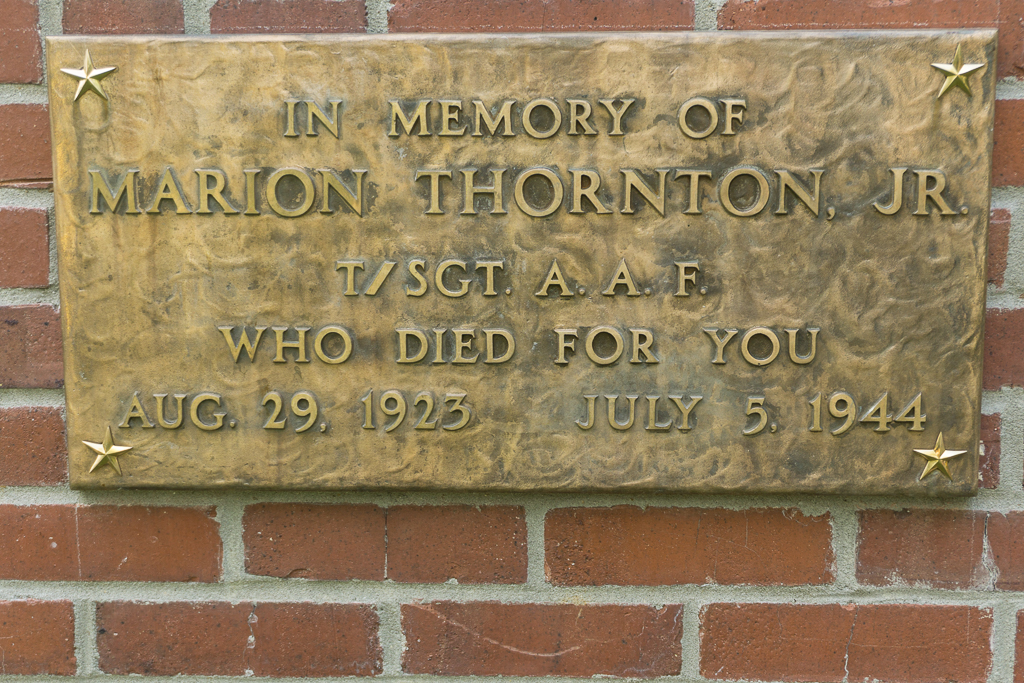 IN MEMORY OF
MARION THORNTON, JR.
T/SGT. A. A. F.
WHO DIED FOR YOU
AUG. 29, 1923 JULY 5, 1944